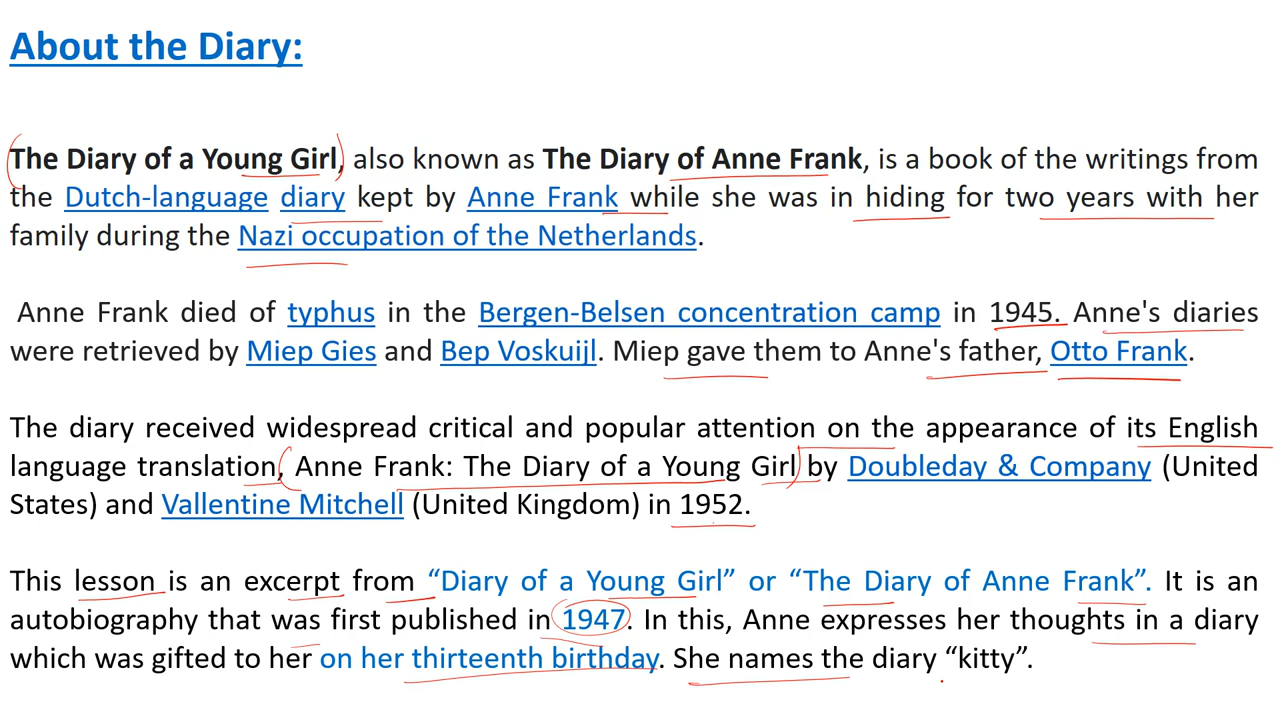 About the Diary:
The Diary of a Young Girl, also known as The Diary of Anne Frank, is a book of the writings from
the Dutch-language diary kept by Anne Frank while she was in hiding for two years with her
family during the Nazi occupation of the Netherlands.
Anne Frank died of typhus in the Bergen-Belsen concentration camp in 1945. Anne's diaries
were retrieved by Miep Gies and Bep Voskuijl. Miep gave them to Anne's father, Otto Frank.
The diary received widespread critical and popular attention on the appearance of its English
language translation, Anne Frank: The Diary of a Young Girl by Doubleday & Company (United
States) and Vallentine Mitchell (United Kingdom) in 1952.
This lesson is an excerpt from “Diary of a Young Girl” or “The Diary of Anne Frank”. It is an
autobiography that was first published in 1947. In this, Anne expresses her thoughts in a diary
which was gifted to her on her thirteenth birthday. She names the diary “kitty”.